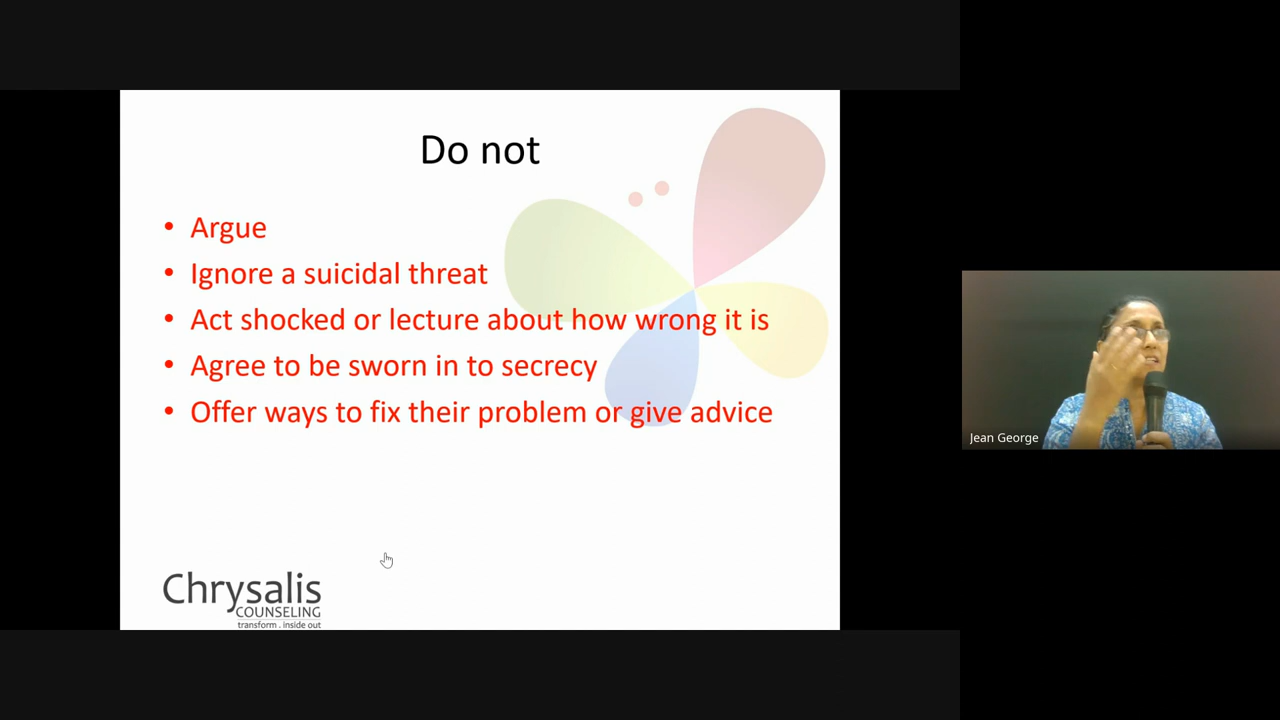 Do not
• Argue
• Ignore a suicidal threat
• Act shocked or lecture about how wrong it is
• Agree to be sworn in to secrecy
• Offer ways to fix their problem or give advice
Chrysalis
COUNSELING
transform . inside out
Jean George